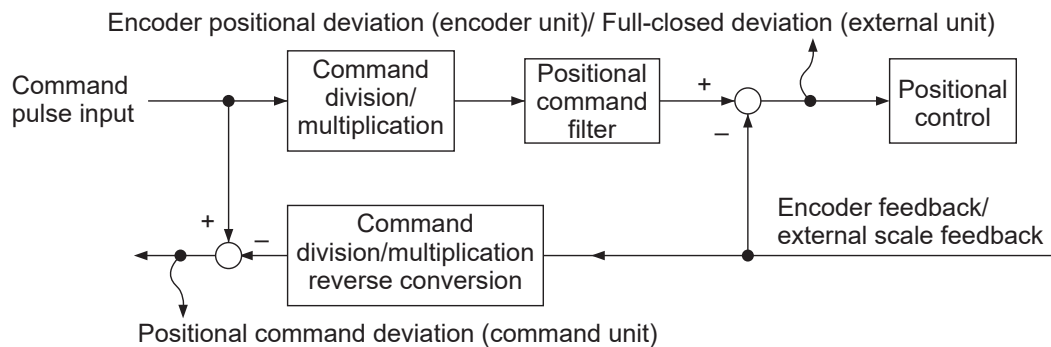 Encoder positional deviation (encoder unit)/ Full-closed deviation (external unit)
Command
pulse input
Command
division/
multiplication
Positional
command
filter
+
–
Positional
control
+
–
Command
division/multiplication
reverse conversion
Encoder feedback/
external scale feedback
Positional command deviation (command unit)